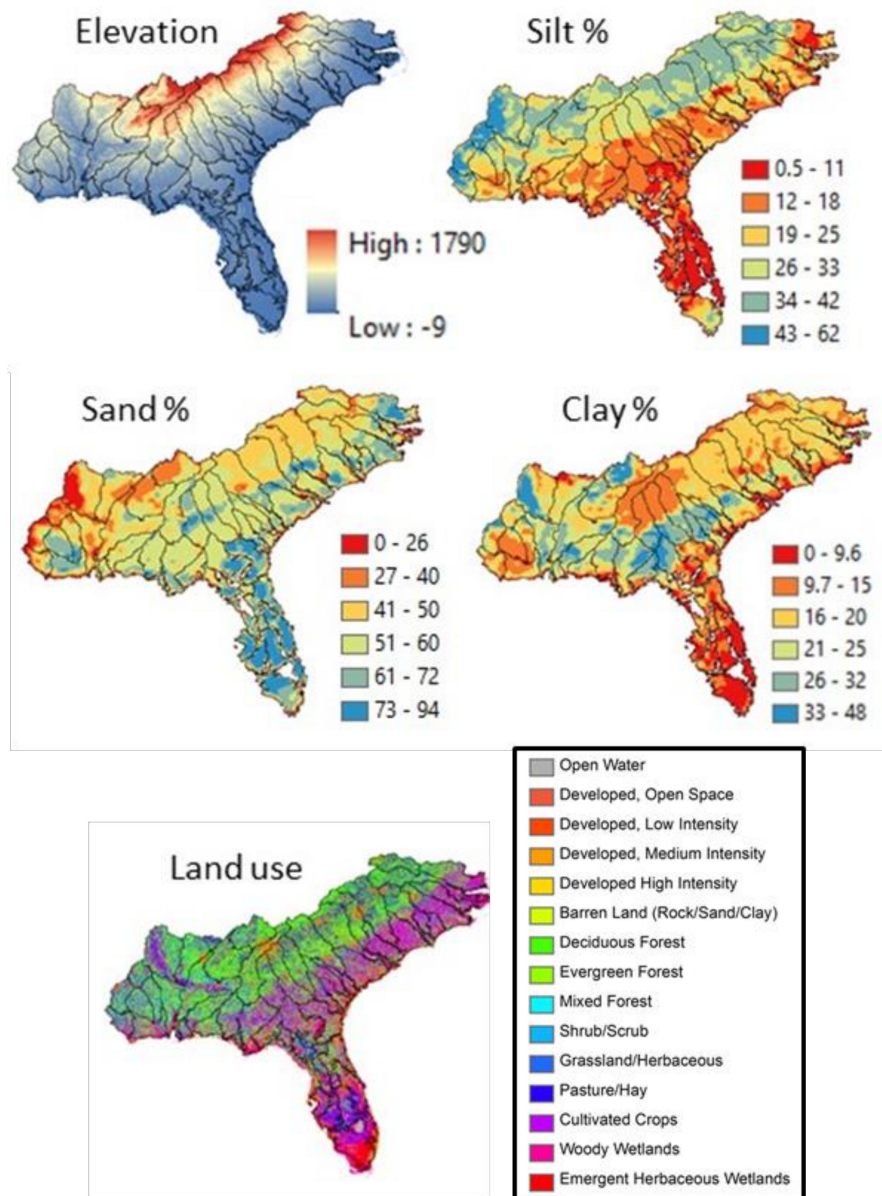 Elevation
High : 1790
Low : -9
Silt %
0.5 - 11
12 - 18
19 - 25
26 - 33
34 - 42
43 - 62
Sand %
0 - 26
27 - 40
41 - 50
51 - 60
61 - 72
73 - 94
Clay %
0 - 9.6
9.7 - 15
16 - 20
21 - 25
26 - 32
33 - 48
Land use
Open Water
Developed, Open Space
Developed, Low Intensity
Developed, Medium Intensity
Developed High Intensity
Barren Land (Rock/Sand/Clay)
Deciduous Forest
Evergreen Forest
Mixed Forest
Shrub/Scrub
Grassland/Herbaceous
Pasture/Hay
Cultivated Crops
Woody Wetlands
Emergent Herbaceous Wetlands